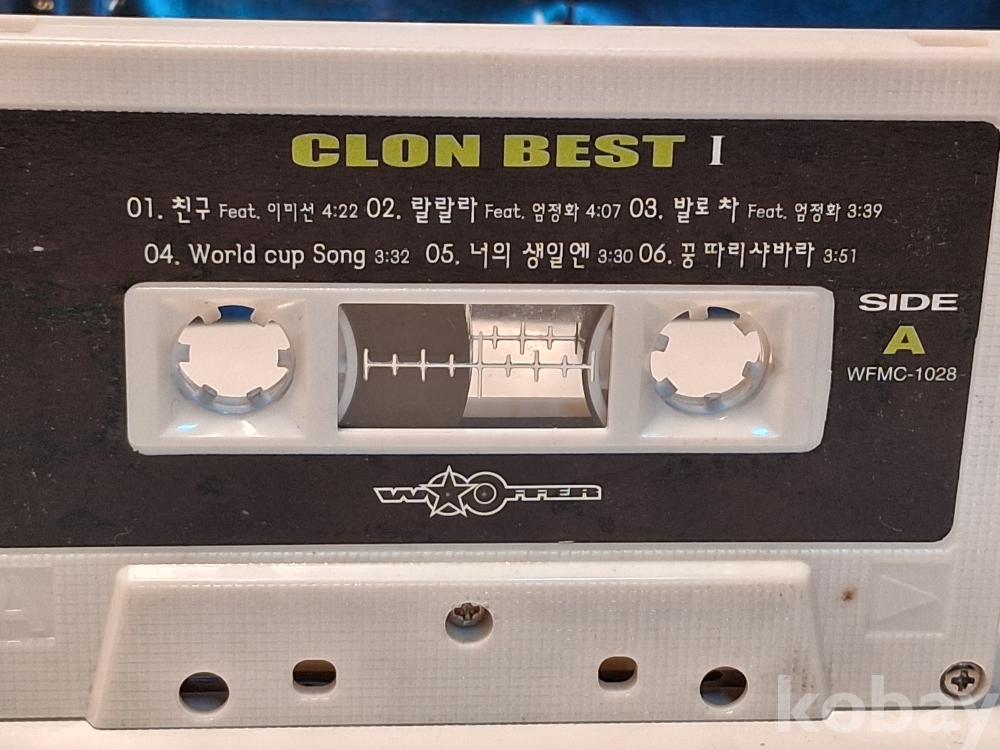 CLON BEST I
01. 친구 Feat. 이미선 4:22 02. 랄랄라 Feat. 엄정화 4:07 03. 발로 차 Feat. 엄정화 3:39
04. World cup Song 3:32 05. 너의 생일엔 3:30 06. 꿍 따리샤바라 3:51
SIDE
A
WFMC-1028
WOOFFER
kobay